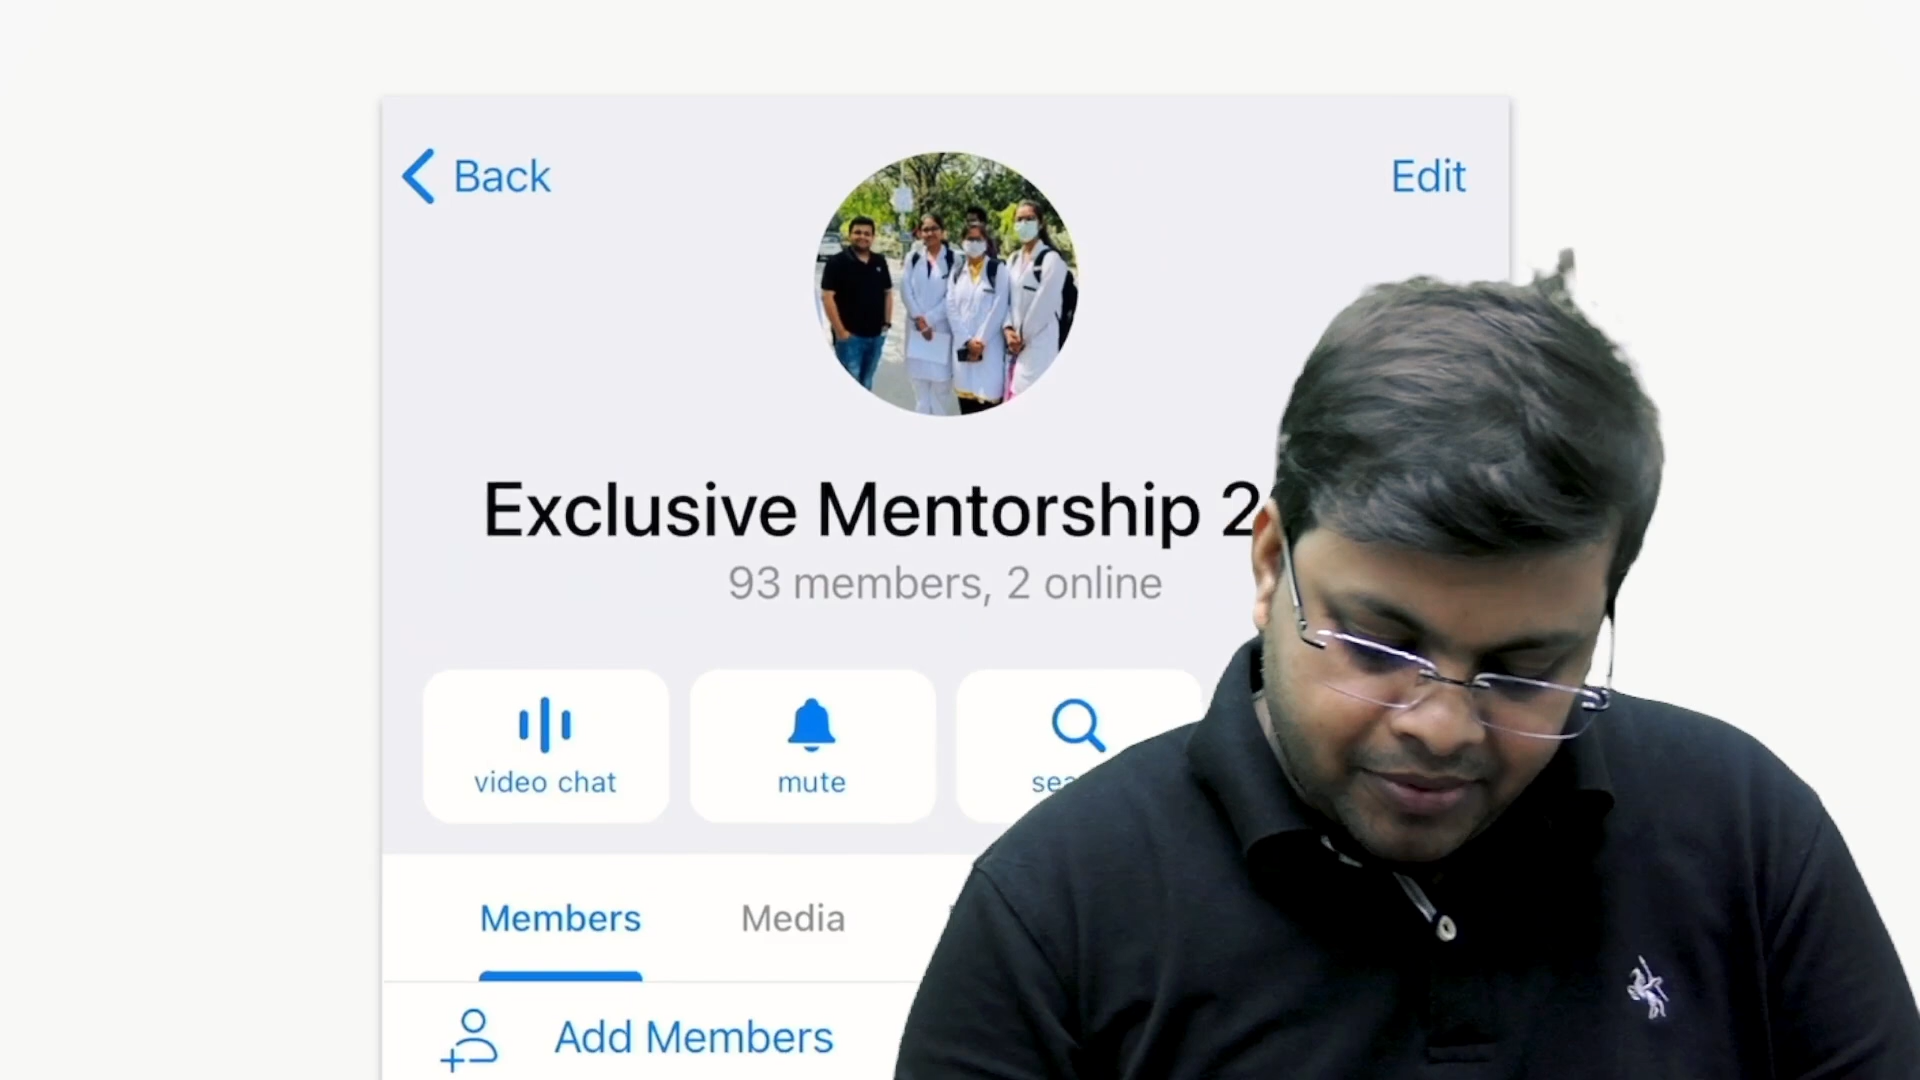 Back
Edit
Exclusive Mentorship 2
93 members, 2 online
video chat
mute
Members
Media
Add Members